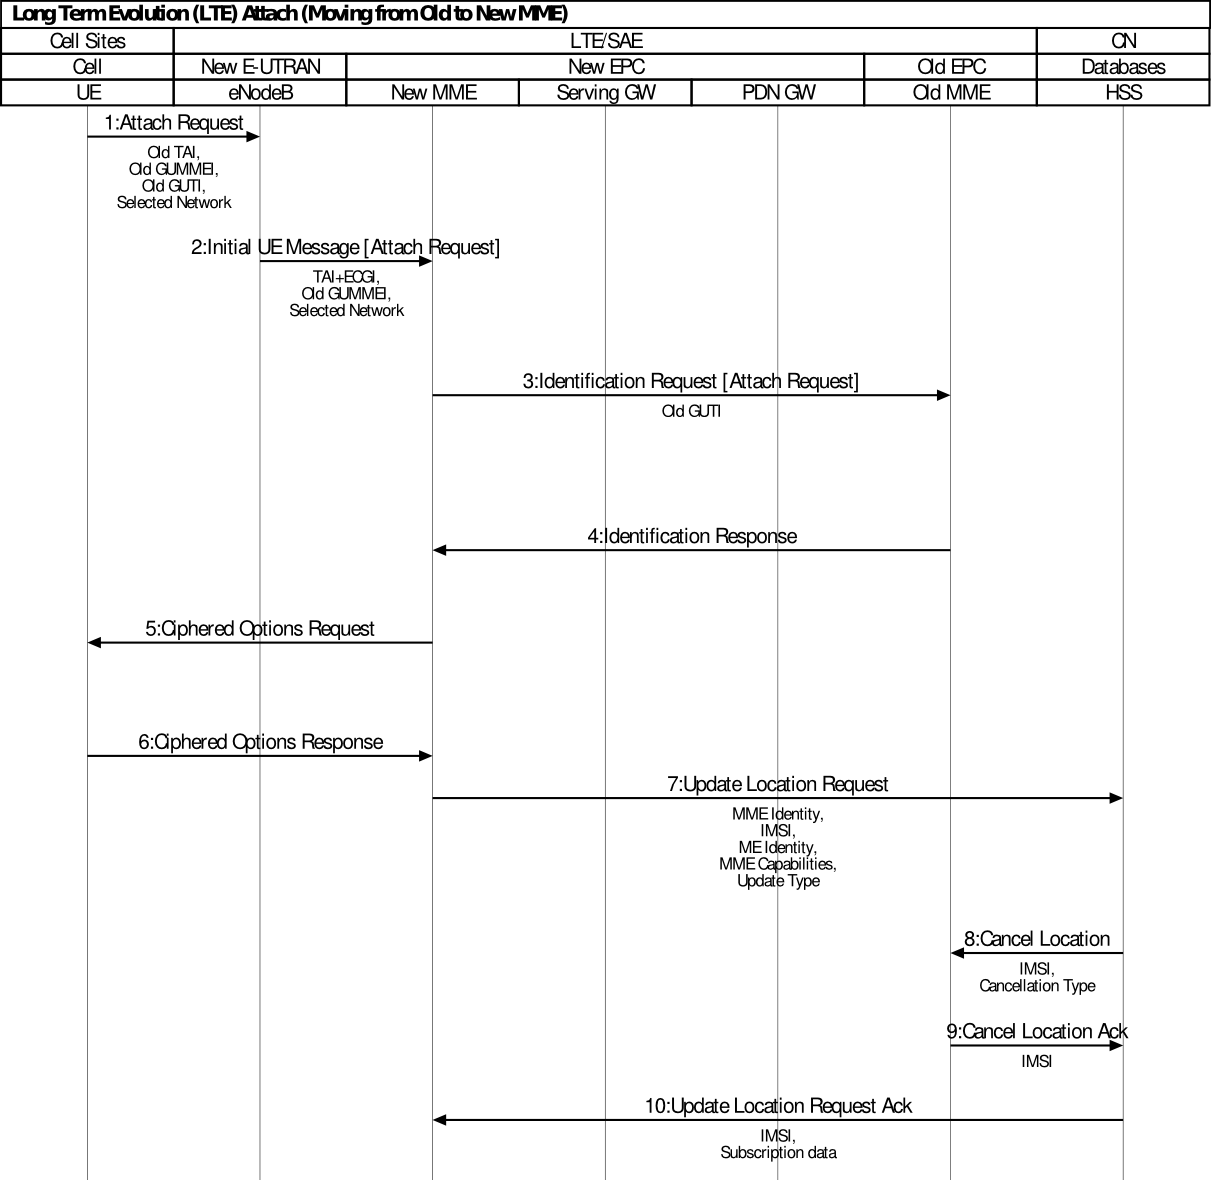 Long Term Evolution (LTE) Attach (Moving from Old to New MME)
Cell Sites LTE/SAE CN
Cell New E-UTRAN New EPC Old EPC Databases
UE eNodeB New MME Serving GW PDN GW Old MME HSS
1:Attach Request
Old TAI,
Old GUMMEI,
Old GUTI,
Selected Network
2:Initial UE Message [Attach Request]
TAI+ECGI,
Old GUMMEI,
Selected Network
3:Identification Request [Attach Request]
Old GUTI
4:Identification Response
5:Ciphered Options Request
6:Ciphered Options Response
7:Update Location Request
MME Identity,
IMSI,
ME Identity,
MME Capabilities,
Update Type
8:Cancel Location
IMSI,
Cancellation Type
9:Cancel Location Ack
IMSI
10:Update Location Request Ack
IMSI,
Subscription data